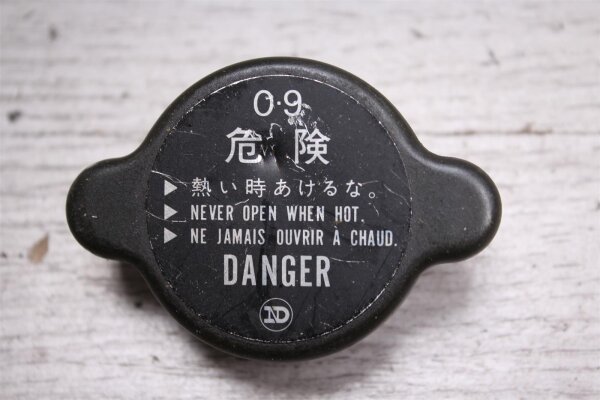 0·9
危険
▶ 熱い時あけるな。
▶ NEVER OPEN WHEN HOT.
▶ NE JAMAIS OUVRIR À CHAUD.
DANGER
ND